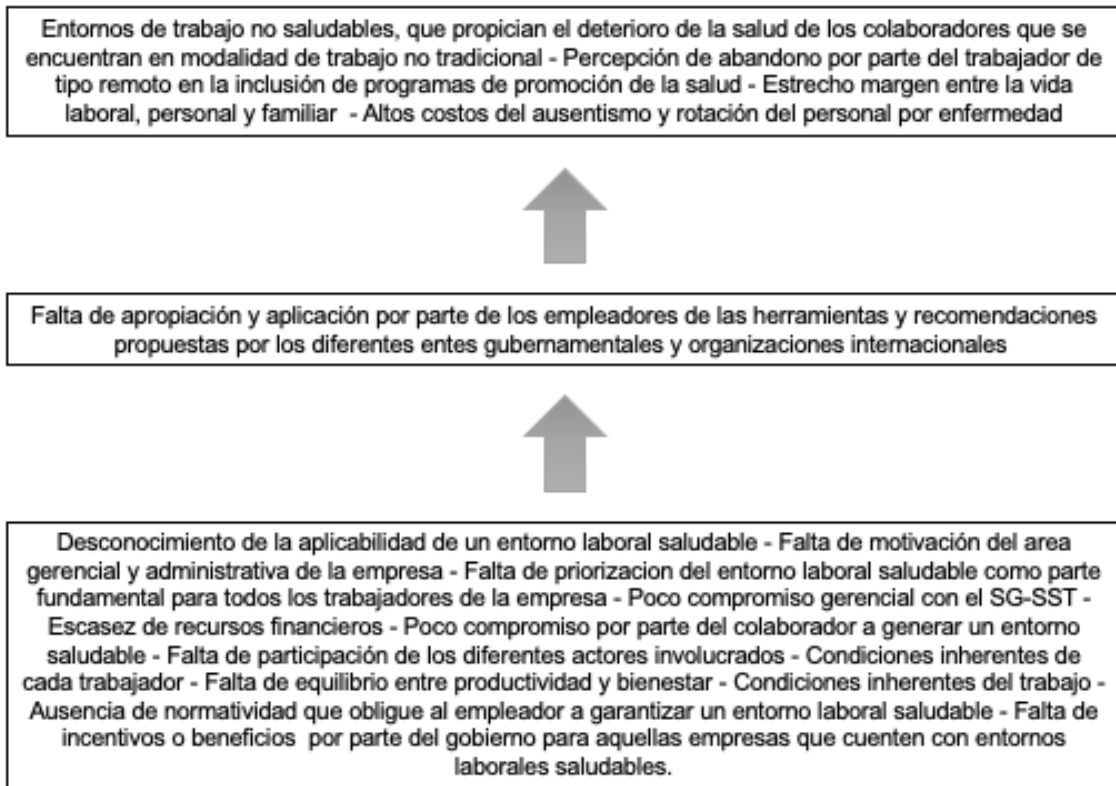 Entornos de trabajo no saludables, que propician el deterioro de la salud de los colaboradores que se
encuentran en modalidad de trabajo no tradicional - Percepción de abandono por parte del trabajador de
tipo remoto en la inclusión de programas de promoción de la salud - Estrecho margen entre la vida
laboral, personal y familiar - Altos costos del ausentismo y rotación del personal por enfermedad
Falta de apropiación y aplicación por parte de los empleadores de las herramientas y recomendaciones
propuestas por los diferentes entes gubernamentales y organizaciones internacionales
Desconocimiento de la aplicabilidad de un entorno laboral saludable - Falta de motivación del area
gerencial y administrativa de la empresa - Falta de priorizacion del entorno laboral saludable como parte
fundamental para todos los trabajadores de la empresa - Poco compromiso gerencial con el SG-SST -
Escasez de recursos financieros - Poco compromiso por parte del colaborador a generar un entorno
saludable - Falta de participación de los diferentes actores involucrados - Condiciones inherentes de
cada trabajador - Falta de equilibrio entre productividad y bienestar - Condiciones inherentes del trabajo -
Ausencia de normatividad que obligue al empleador a garantizar un entorno laboral saludable - Falta de
incentivos o beneficios por parte del gobierno para aquellas empresas que cuenten con entornos
laborales saludables.